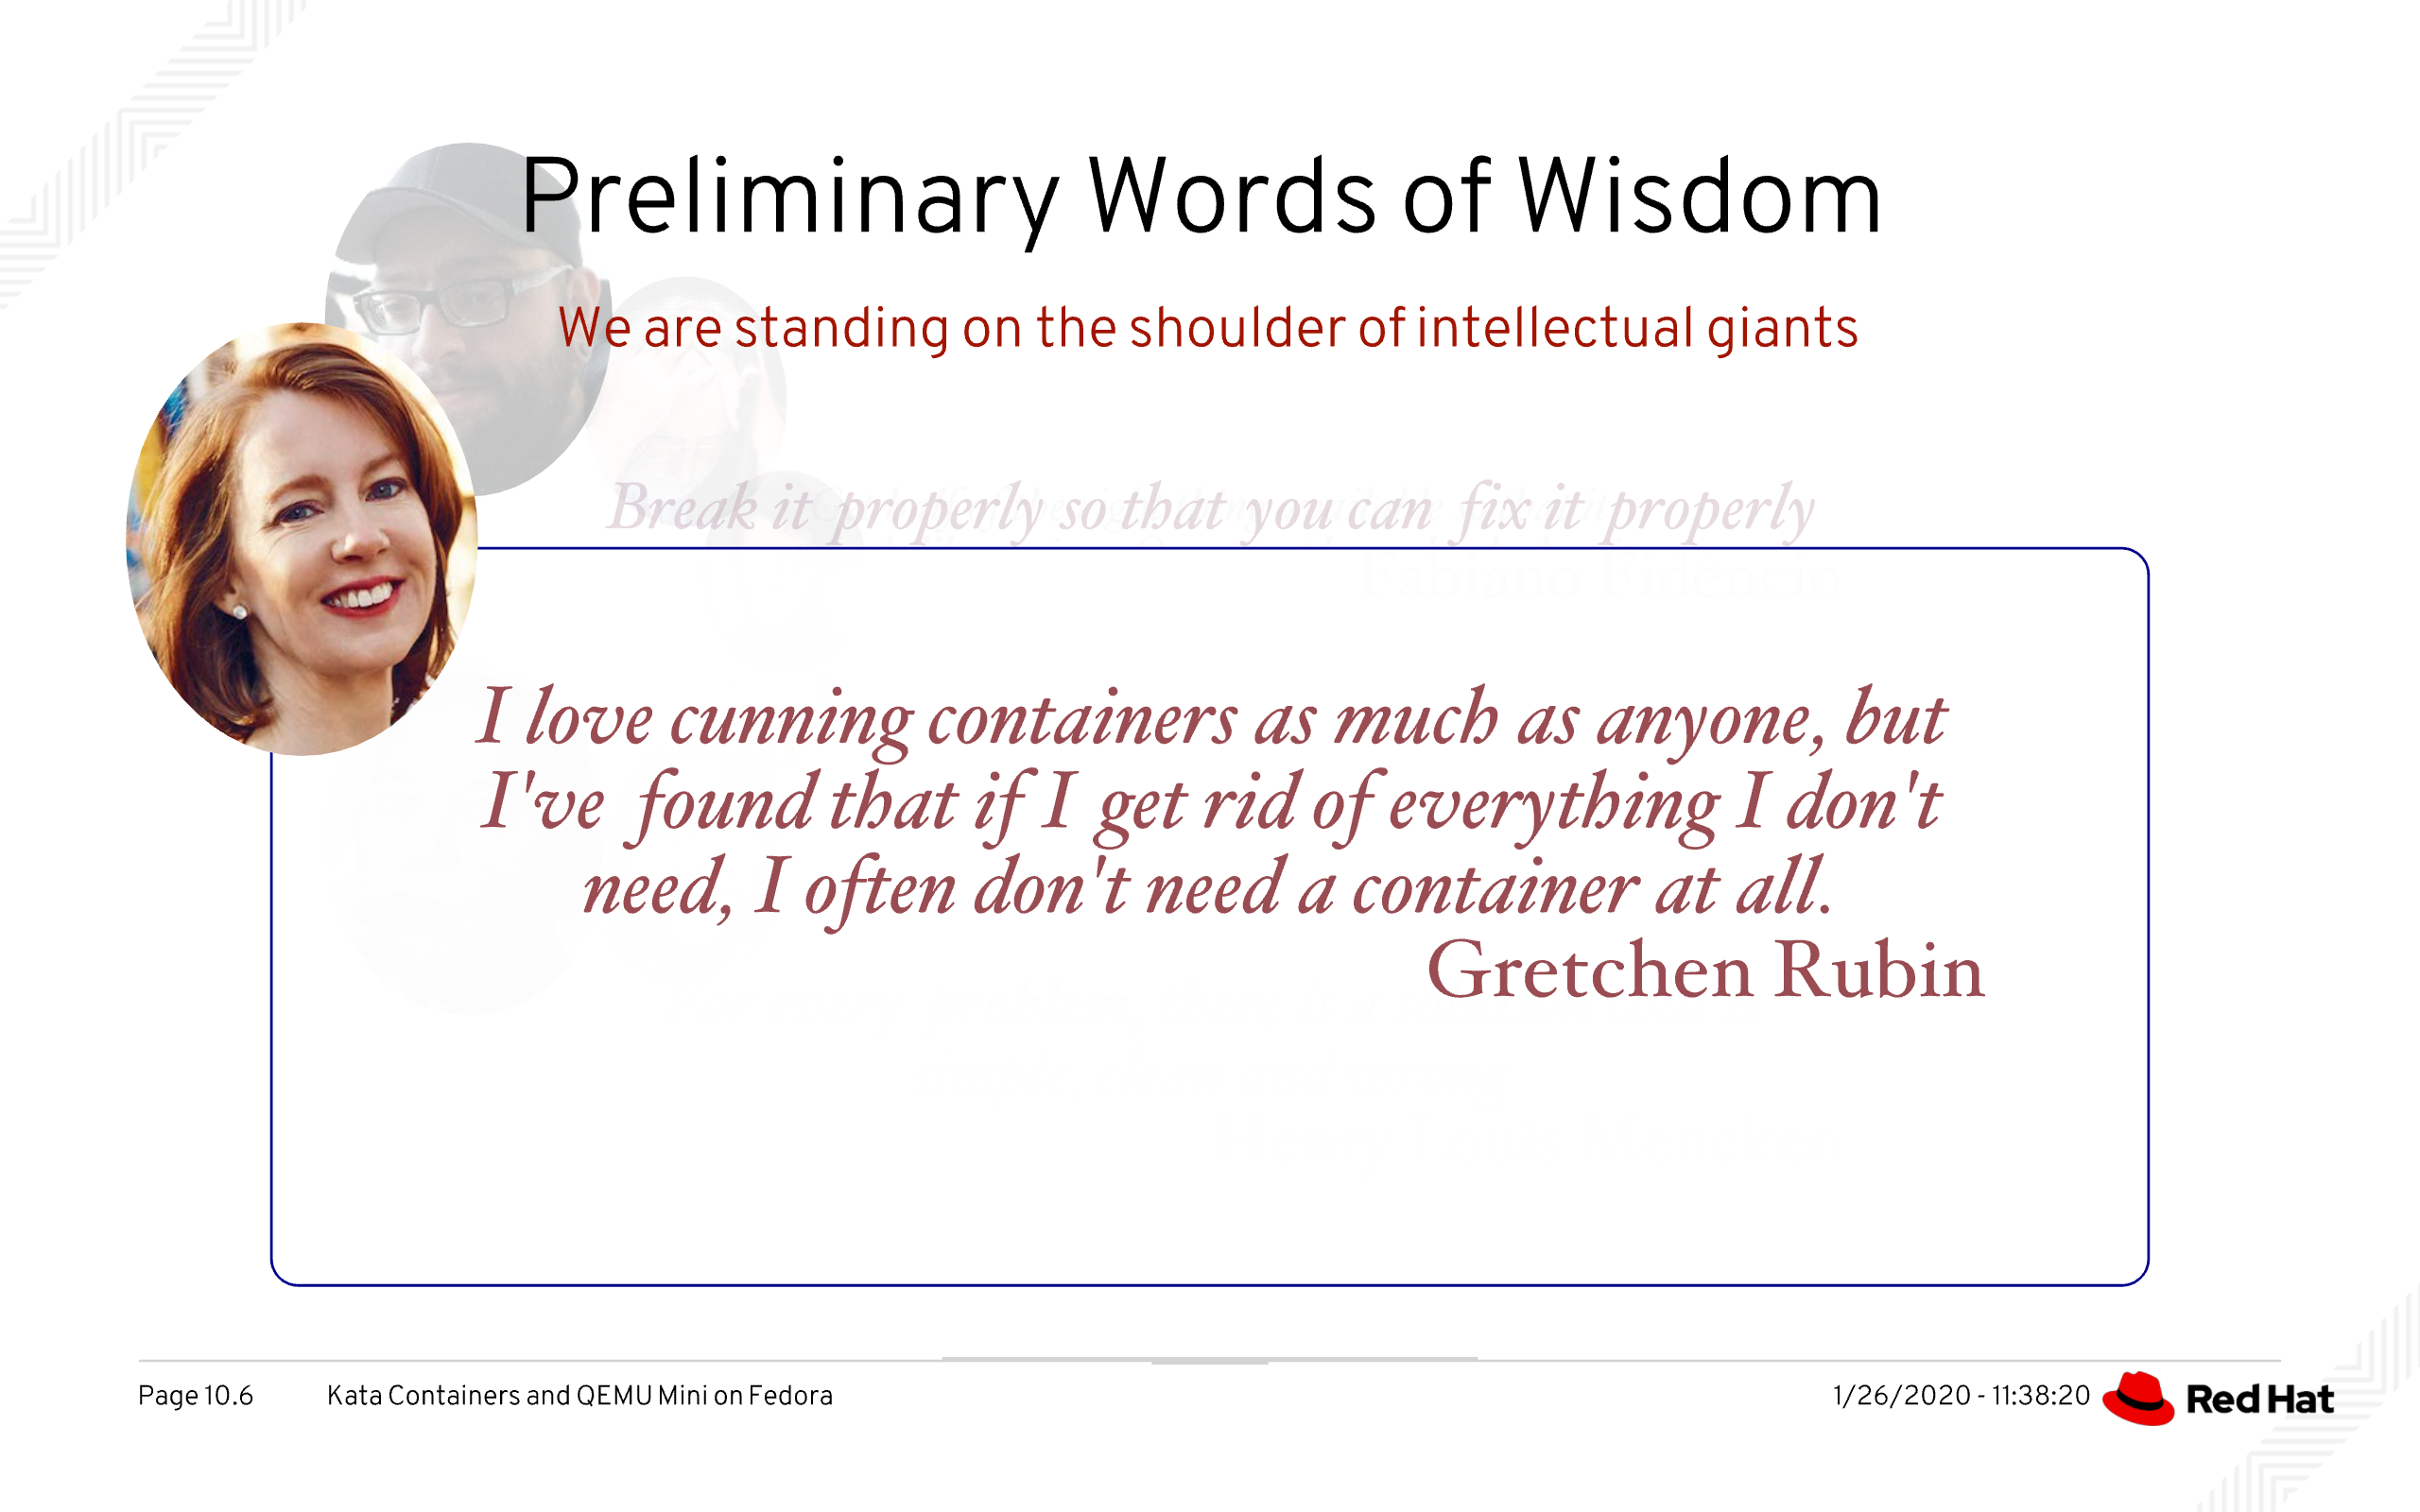 Preliminary Words of Wisdom
We are standing on the shoulder of intellectual giants
Break it properly so that you can fix it properly
Fabiano Fidencio
I love cunning containers as much as anyone, but
I've found that if I get rid of everything I don't
need, I often don't need a container at all.
Gretchen Rubin
Page 10.6
Kata Containers and QEMU Mini on Fedora
1/26/2020 - 11:38:20
Red Hat